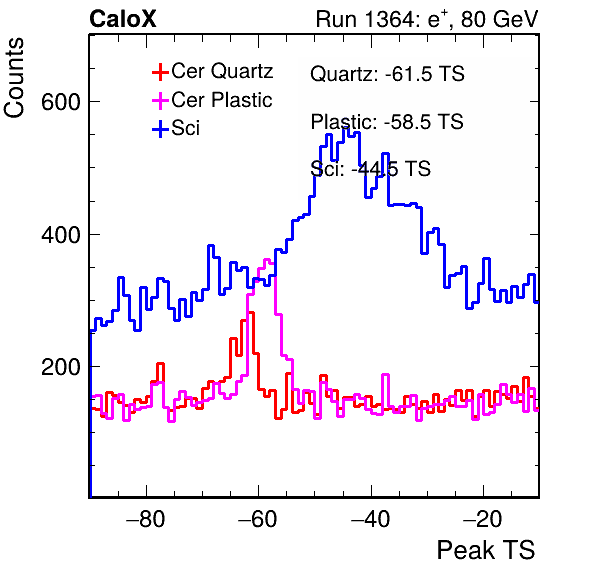 CaloX Run 1364: e⁺, 80 GeV
Counts
Cer Quartz
Cer Plastic
Sci
Quartz: -61.5 TS
Plastic: -58.5 TS
Sci: -44.5 TS
600
400
200
−80 −60 −40 −20
Peak TS